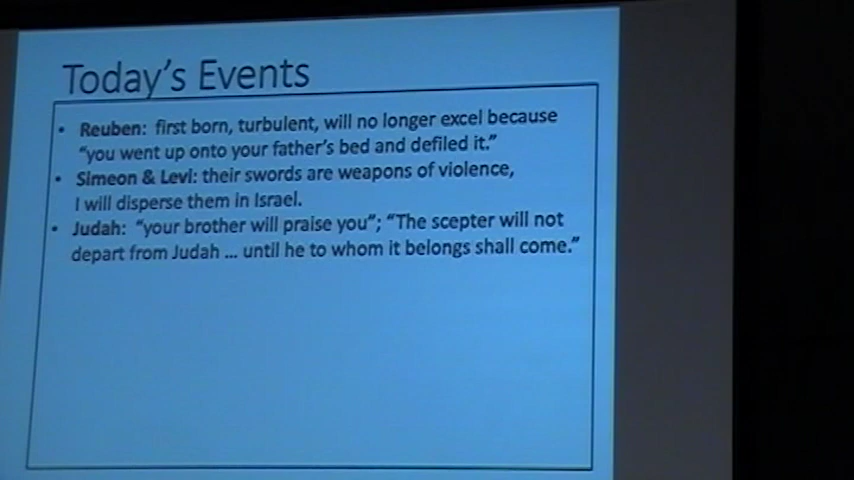 Today's Events
• Reuben: first born, turbulent, will no longer excel because
"you went up onto your father's bed and defiled it."
• Simeon & Levi: their swords are weapons of violence,
I will disperse them in Israel.
• Judah: "your brother will praise you"; "The scepter will not
depart from Judah ... until he to whom it belongs shall come."